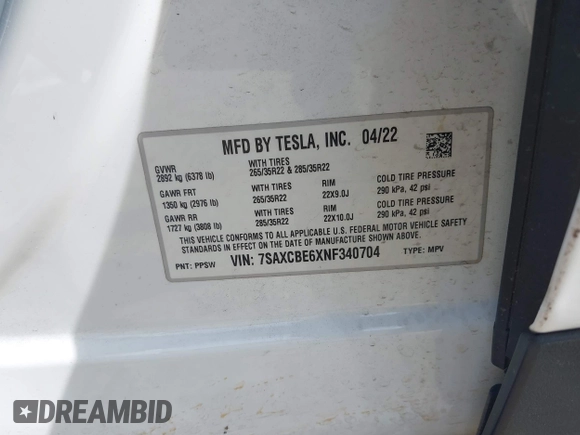 MFD BY TESLA, INC. 04/22
GVWR
2892 kg (6378 lb)
WITH TIRES
265/35R22 & 285/35R22
GAWR FRT
1350 kg (2976 lb)
WITH TIRES
265/35R22
RIM
22X9.0J
COLD TIRE PRESSURE
290 kPa, 42 psi
GAWR RR
1727 kg (3808 lb)
WITH TIRES
285/35R22
RIM
22X10.0J
COLD TIRE PRESSURE
290 kPa, 42 psi
THIS VEHICLE CONFORMS TO ALL APPLICABLE U.S. FEDERAL MOTOR VEHICLE SAFETY
STANDARDS IN EFFECT ON THE DATE OF MANUFACTURE SHOWN ABOVE.
PNT: PPSW VIN: 7SAXCBE6XNF340704 TYPE: MPV
DREAMBID